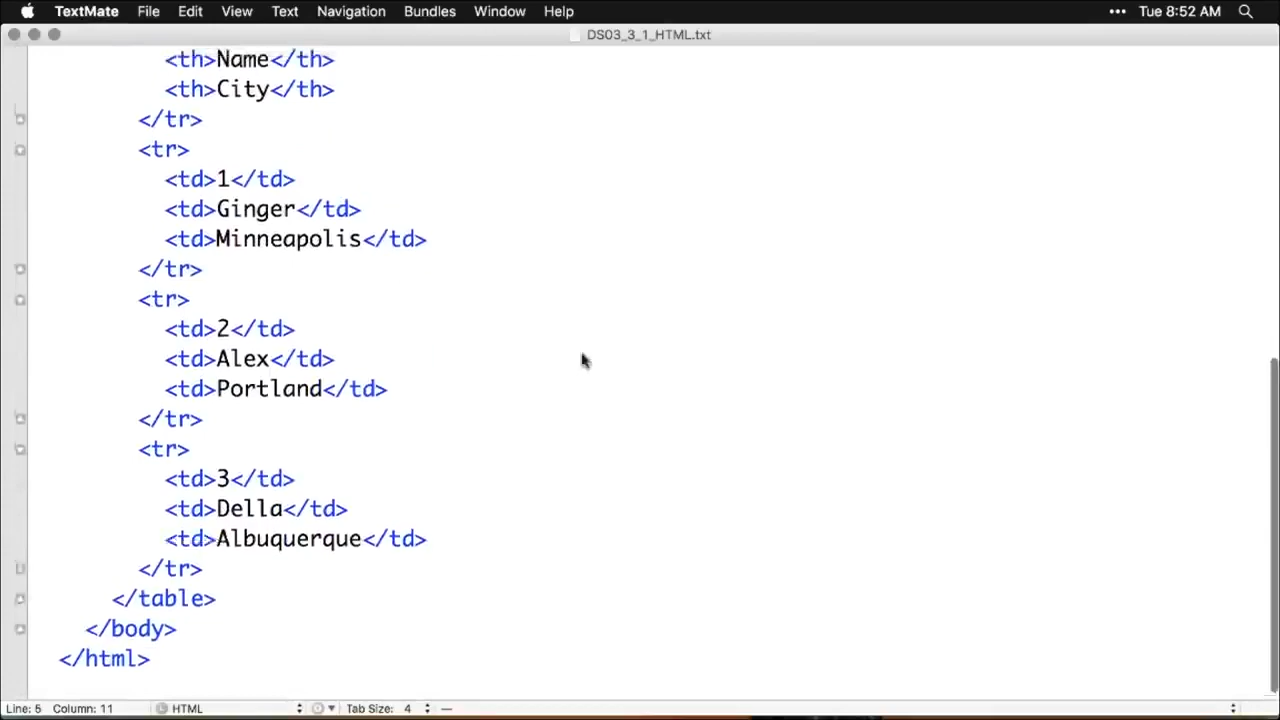 TextMate File Edit View Text Navigation Bundles Window Help ••• Tue 8:52 AM
DS03_3_1_HTML.txt
<th>Name</th>
<th>City</th>
</tr>
<tr>
<td>1</td>
<td>Ginger</td>
<td>Minneapolis</td>
</tr>
<tr>
<td>2</td>
<td>Alex</td>
<td>Portland</td>
</tr>
<tr>
<td>3</td>
<td>Della</td>
<td>Albuquerque</td>
</tr>
</table>
</body>
</html>
Line: 5 Column: 11 HTML Tab Size: 4 —